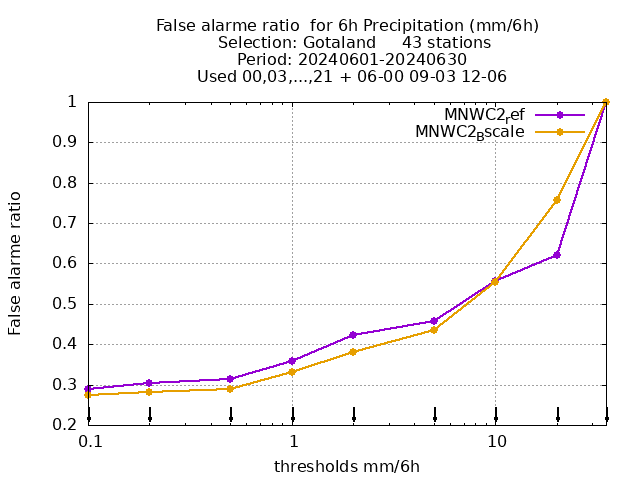 False alarme ratio  for 6h Precipitation (mm/6h)
Selection: Gotaland     43 stations
Period: 20240601-20240630
Used 00,03,...,21 + 06-00 09-03 12-06
MNWC2_ref
MNWC2_Bscale
1
0.9
0.8
0.7
0.6
0.5
0.4
0.3
0.2
False alarme ratio
0.1 1 10
thresholds mm/6h